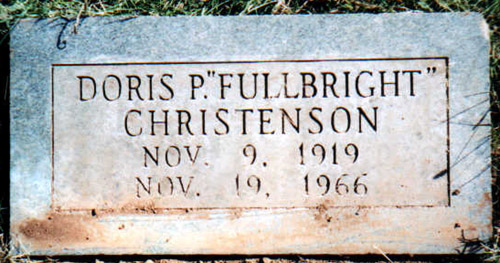 DORIS P. "FULLBRIGHT"
CHRISTENSON
NOV. 9. 1919
NOV. 19, 1966